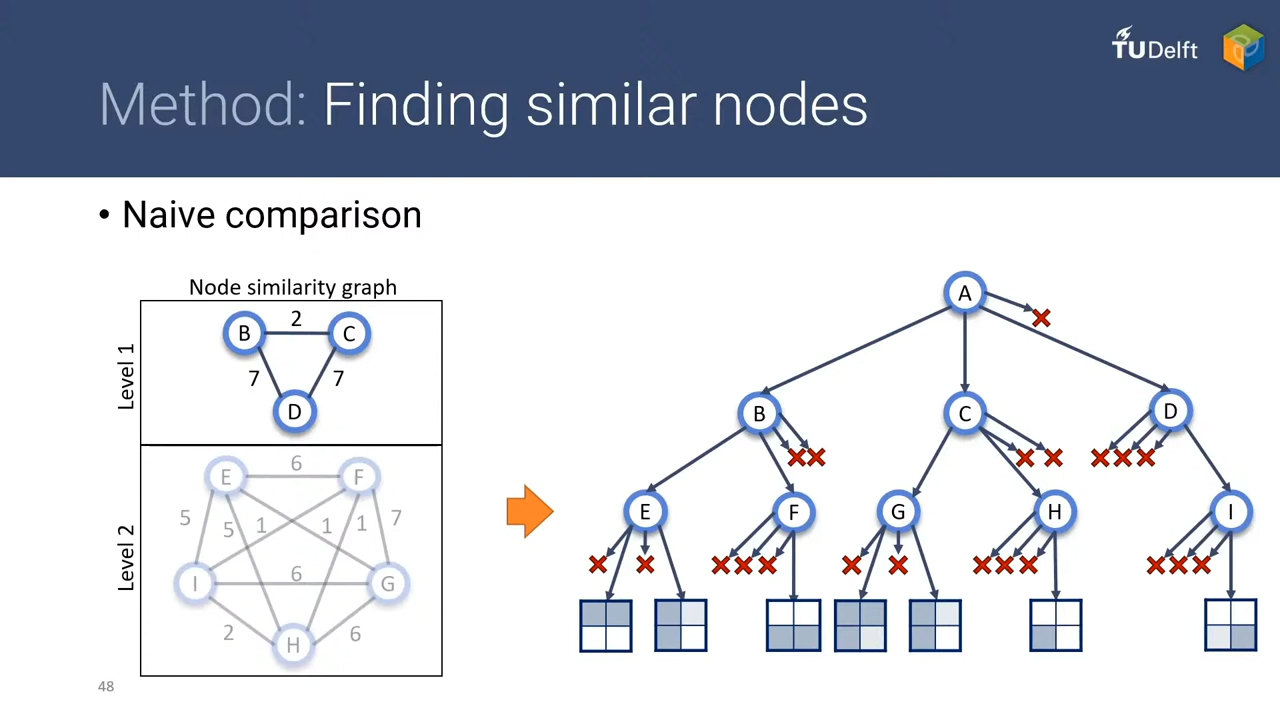 TUDelft
Method: Finding similar nodes
• Naive comparison
Node similarity graph
Level 1
B 2 C
7 7
D
Level 2
E 6 F
5 5 1 1 1 7
I 6 G
2 6
H
A
B C D
E F G H I
48